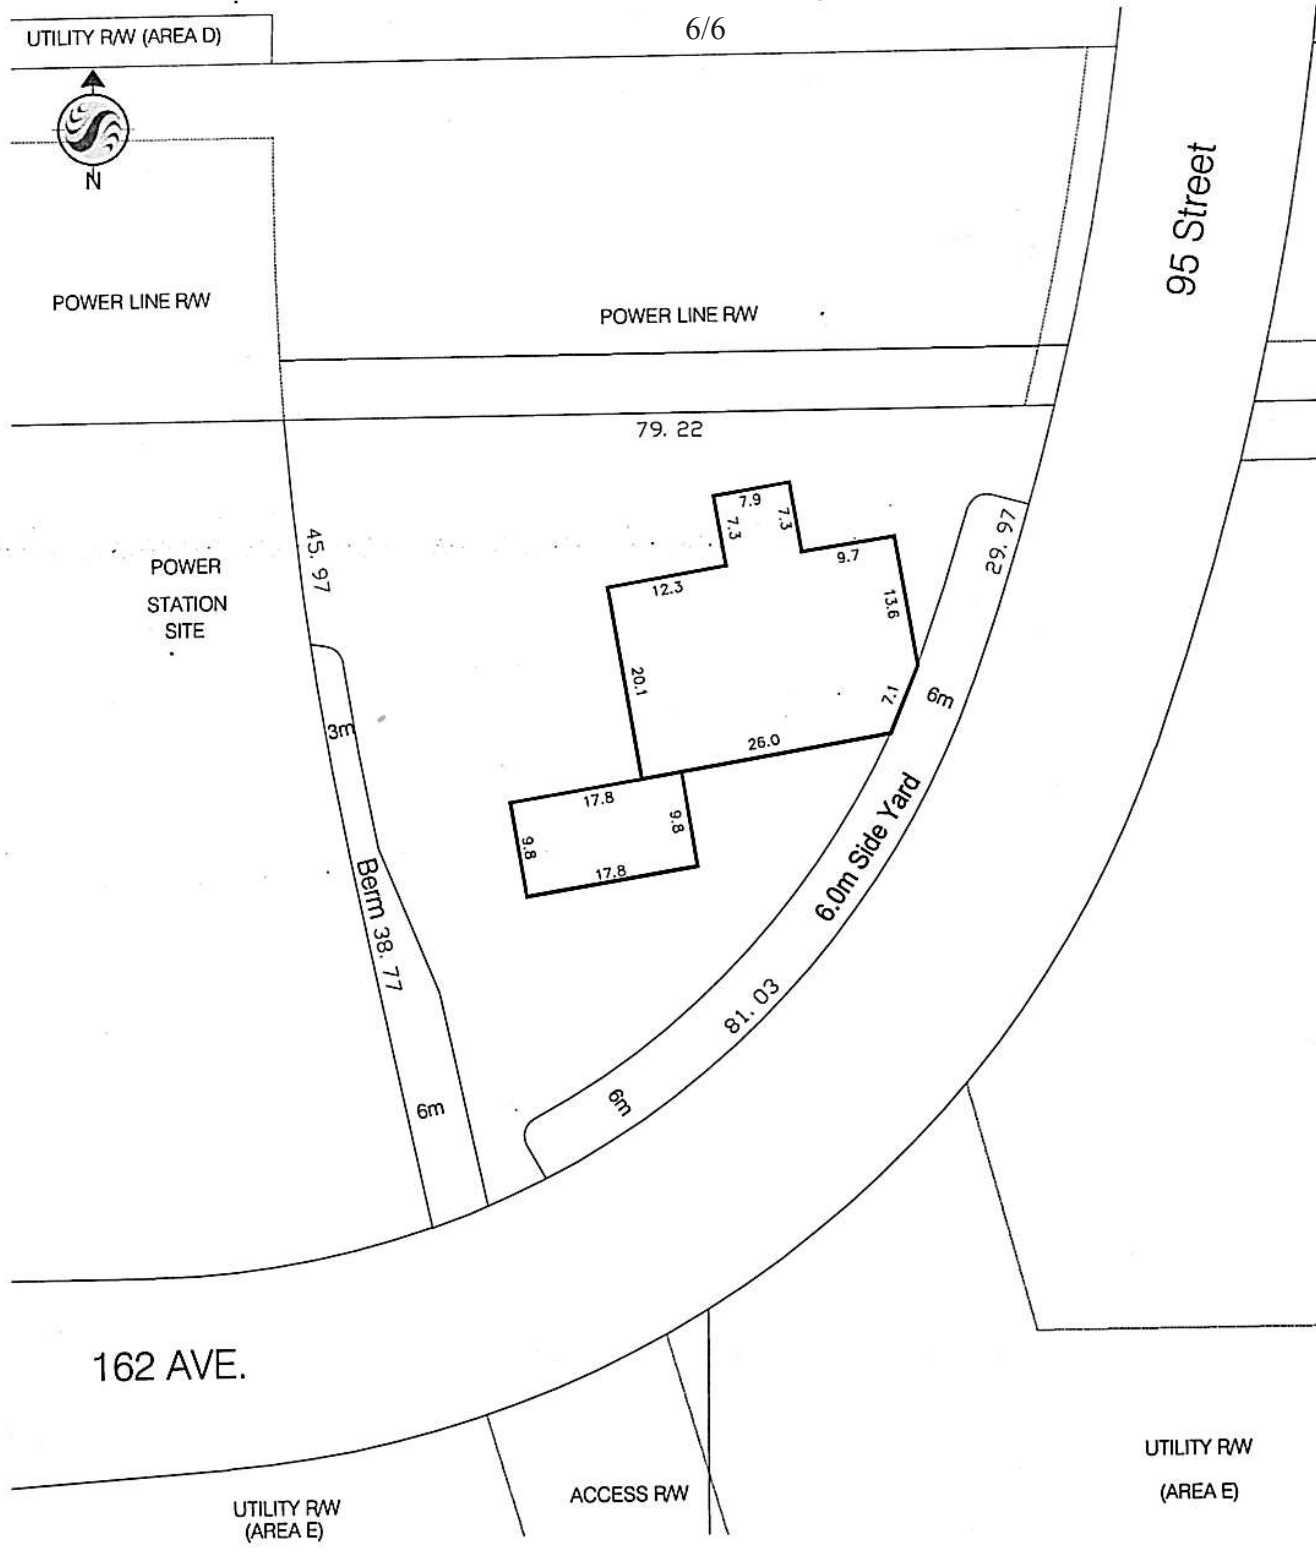 6/6
UTILITY R/W (AREA D)
N
95 Street
POWER LINE R/W
POWER LINE R/W
79. 22
7.9
7.3
7.3
9.7
12.3
13.6
29. 97
45. 97
POWER
STATION
SITE
20.1
7.1
6m
3m
26.0
17.8
9.8
9.8
17.8
6.0m Side Yard
Berm 38. 77
81. 03
6m
6m
162 AVE.
UTILITY R/W
(AREA E)
ACCESS R/W
UTILITY R/W
(AREA E)